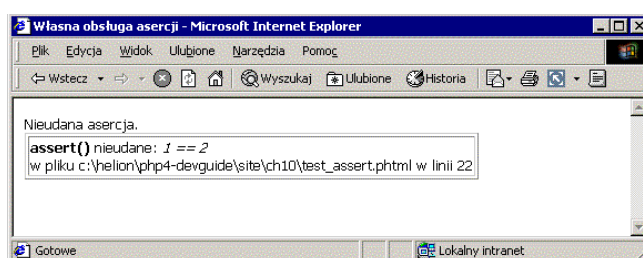 Własna obsługa asercji - Microsoft Internet Explorer
Plik Edycja Widok Ulubione Narzędzia Pomoc
Wstecz Wyszukaj Ulubione Historia
Nieudana asercja.
assert() nieudane: 1 == 2
w pliku c:\helion\php4-devguide\site\ch10\test_assert.phtml w linii 22
Gotowe Lokalny intranet